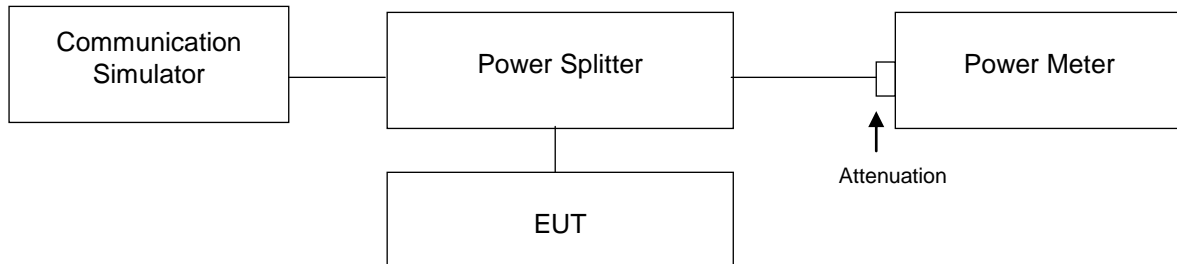 Communication
Simulator
Power Splitter
Power Meter
Attenuation
EUT